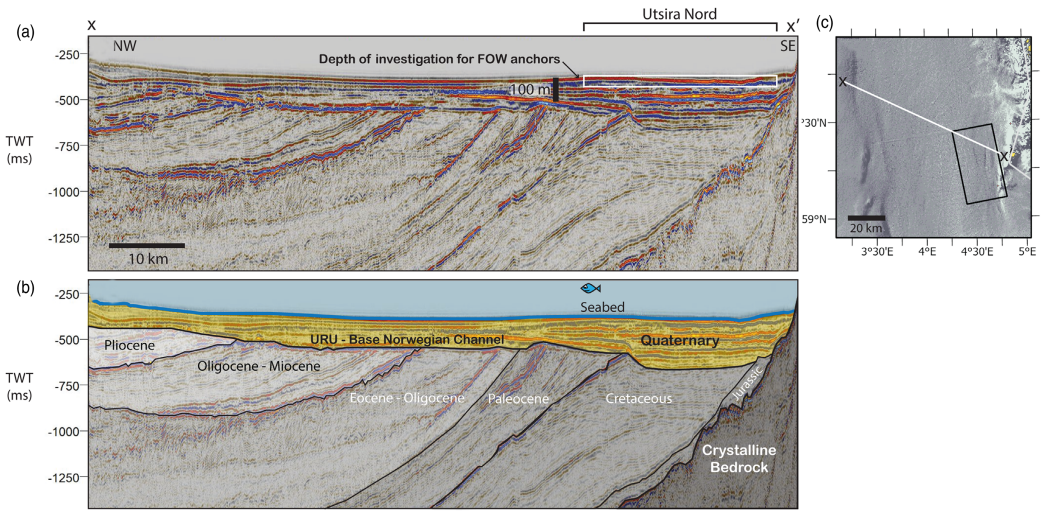 (a)
X
Utsira Nord
X′
(c)
NW
SE
Depth of investigation for FOW anchors
100 m
-250
-500
TWT
(ms)
-750
-1000
-1250
10 km
X
X′
³30'N
59°N
20 km
3°30'E
4°E
4°30'E
5°E
(b)
-250
Seabed
-500
Pliocene
URU - Base Norwegian Channel
Quaternary
Oligocene - Miocene
TWT
(ms)
-750
Eocene - Oligocene
Paleocene
Cretaceous
Jurassic
-1000
Crystalline
Bedrock
-1250